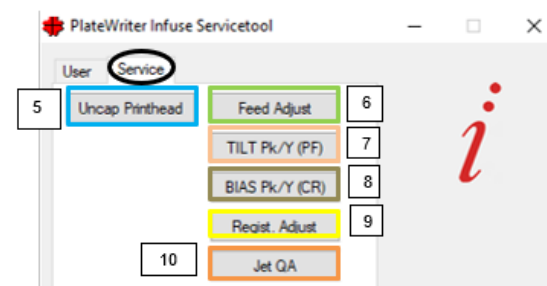 PlateWriter Infuse Servicetool
User Service
5 Uncap Printhead Feed Adjust 6
TILT Pk/Y (PF) 7
BIAS Pk/Y (CR) 8
Regist. Adjust 9
10 Jet QA
i